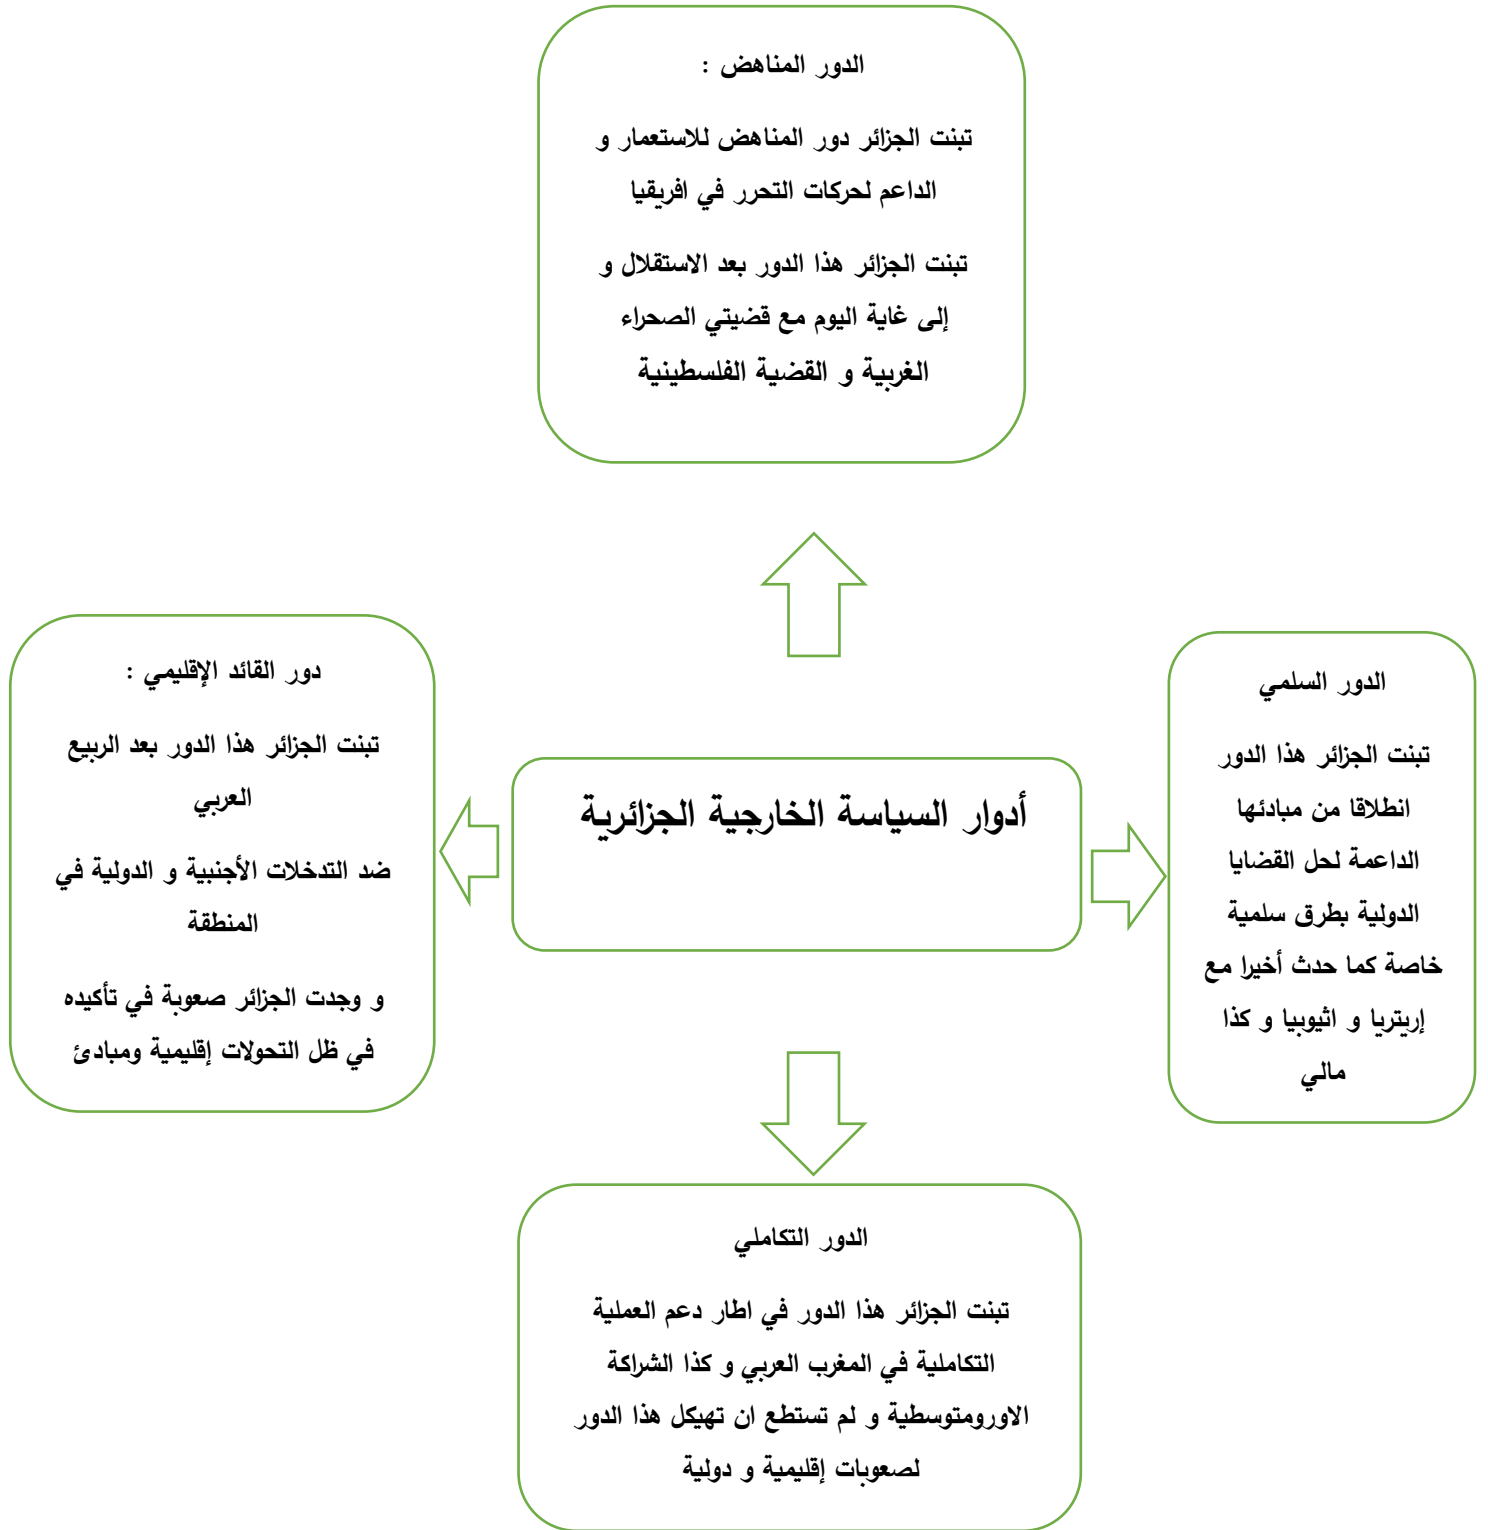 الدور المناهض :
تبنت الجزائر دور المناهض للاستعمار و
الداعم لحركات التحرر في افريقيا
تبنت الجزائر هذا الدور بعد الاستقلال و
إلى غاية اليوم مع قضيتي الصحراء
الغربية و القضية الفلسطينية
الدور السلمي
تبنت الجزائر هذا الدور
انطلاقا من مبادئها
الداعمة لحل القضايا
الدولية بطرق سلمية
خاصة كما حدث أخيرا مع
إريتريا و اثيوبيا و كذا
مالي
أدوار السياسة الخارجية الجزائرية
دور القائد الإقليمي :
تبنت الجزائر هذا الدور بعد الربيع
العربي
ضد التدخلات الأجنبية و الدولية في
المنطقة
و وجدت الجزائر صعوبة في تأكيده
في ظل التحولات إقليمية ومبادئ
الدور التكاملي
تبنت الجزائر هذا الدور في اطار دعم العملية
التكاملية في المغرب العربي و كذا الشراكة
الاورومتوسطية و لم تستطع ان تهيكل هذا الدور
لصعوبات إقليمية و دولية